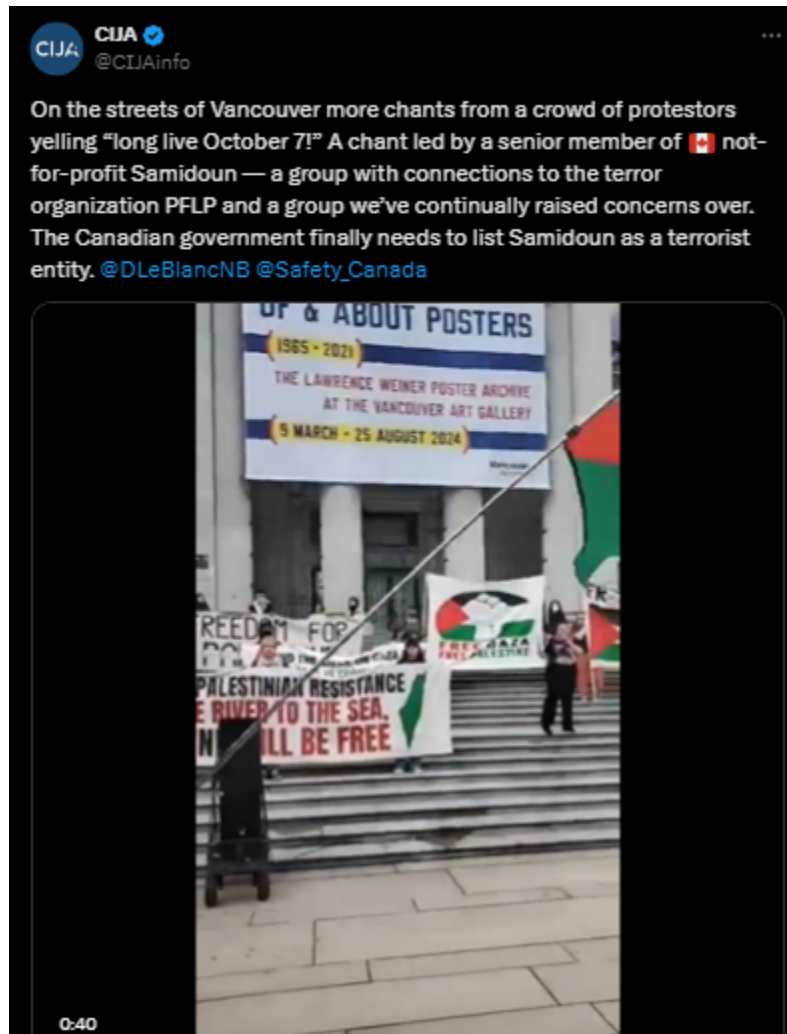 CIJA
CIJA
@CIJAinfo
On the streets of Vancouver more chants from a crowd of protestors
yelling “long live October 7!” A chant led by a senior member of 🇨🇦 not-
for-profit Samidoun — a group with connections to the terror
organization PFLP and a group we’ve continually raised concerns over.
The Canadian government finally needs to list Samidoun as a terrorist
entity. @DLeBlancNB @Safety_Canada
OF & ABOUT POSTERS
(1965 - 2021)
THE LAWRENCE WEINER POSTER ARCHIVE
AT THE VANCOUVER ART GALLERY
(9 MARCH - 25 AUGUST 2024)
REEDOM FOR
FREE GAZA
FREE PALESTINE
PALESTINIAN RESISTANCE
E RIVER TO THE SEA,
ILL BE FREE
0:40